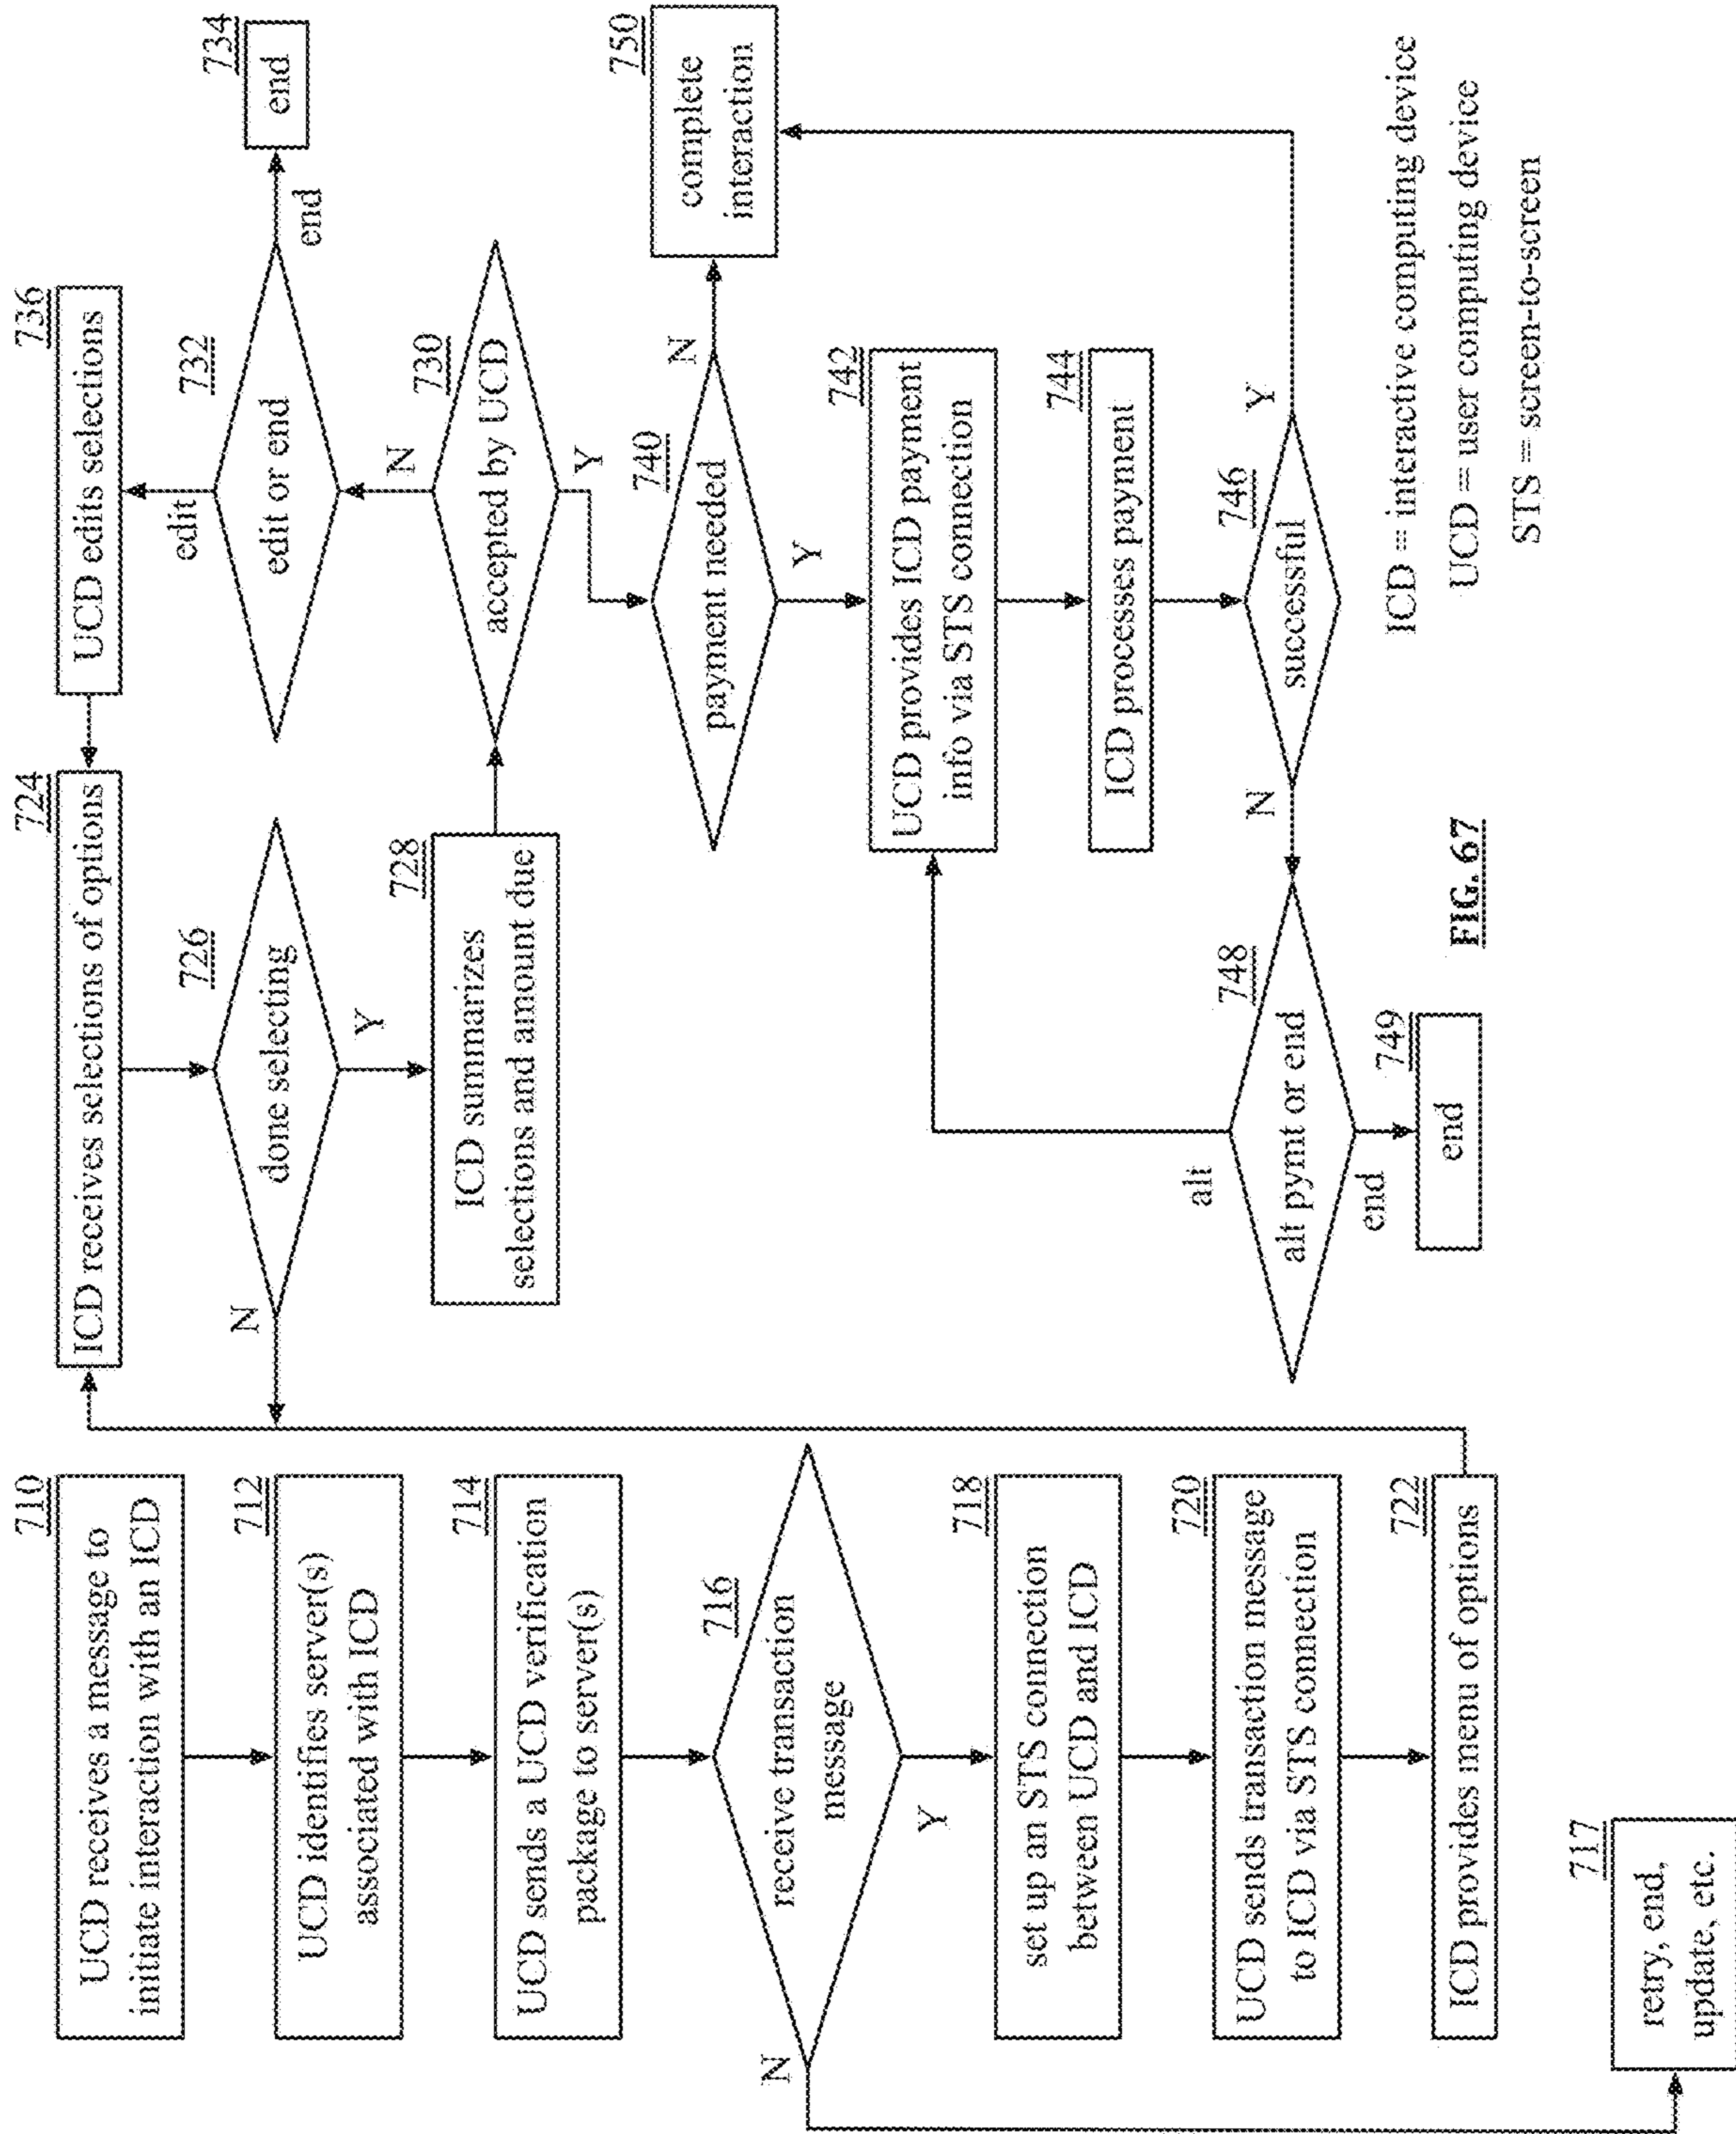 710
UCD receives a message to
initiate interaction with an ICD
712
UCD identifies server(s)
associated with ICD
714
UCD sends a UCD verification
package to server(s)
716
receive transaction
message
N
Y
717
retry, end,
update, etc.
718
set up an STS connection
between UCD and ICD
720
UCD sends transaction message
to ICD via STS connection
722
ICD provides menu of options
724
ICD receives selections of options
726
done selecting
N
Y
728
ICD summarizes
selections and amount due
730
accepted by UCD
N
Y
732
edit or end
edit
end
734
end
736
UCD edits selections
740
payment needed
N
Y
742
UCD provides ICD payment
info via STS connection
744
ICD processes payment
746
successful
N
Y
748
alt pymt or end
alt
end
749
end
750
complete
interaction
ICD = interactive computing device
UCD = user computing device
STS = screen-to-screen
FIG. 67